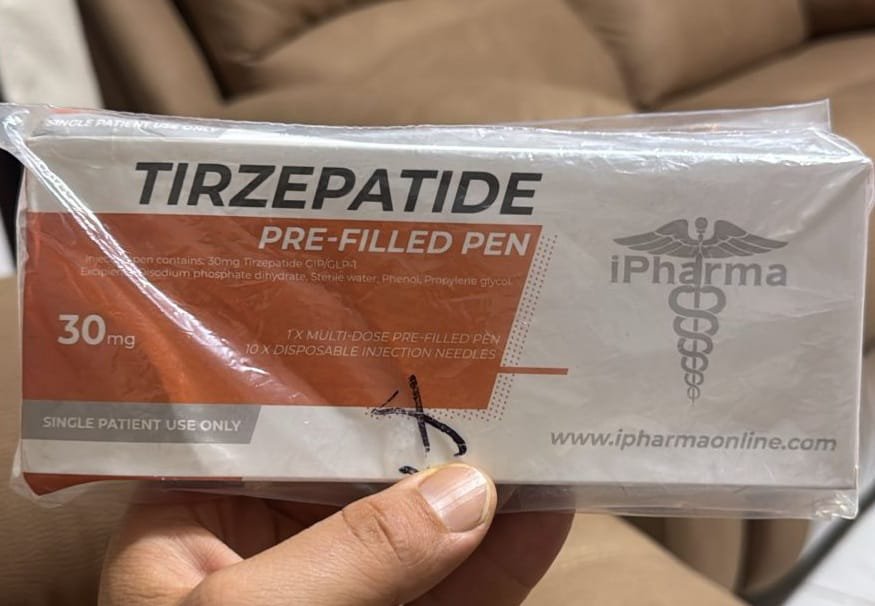 SINGLE PATIENT USE ONLY
TIRZEPATIDE
PRE-FILLED PEN
Injection pen contains: 30mg Tirzepatide GIP/GLP-1
Excipients: Disodium phosphate dihydrate, Sterile water, Phenol, Propylene glycol
30mg
1 X MULTI-DOSE PRE-FILLED PEN
10 X DISPOSABLE INJECTION NEEDLES
SINGLE PATIENT USE ONLY
iPharma
www.ipharmaonline.com